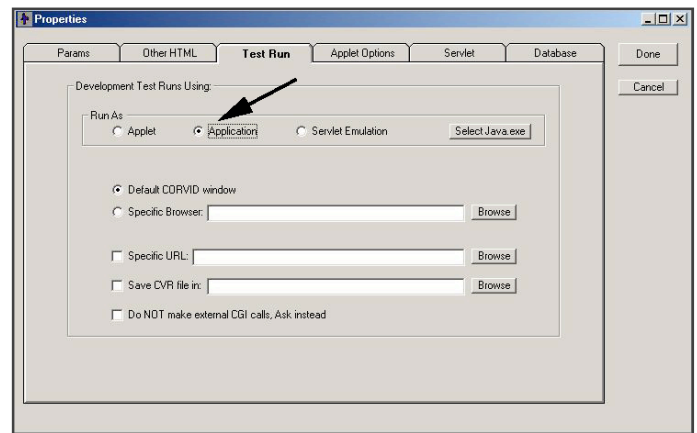 Properties
Params Other HTML Test Run Applet Options Servlet Database
Done
Cancel
Development Test Runs Using:
Run As
Applet Application Servlet Emulation Select Java.exe
Default CORVID window
Specific Browser: Browse
Specific URL: Browse
Save CVR file in: Browse
Do NOT make external CGI calls, Ask instead